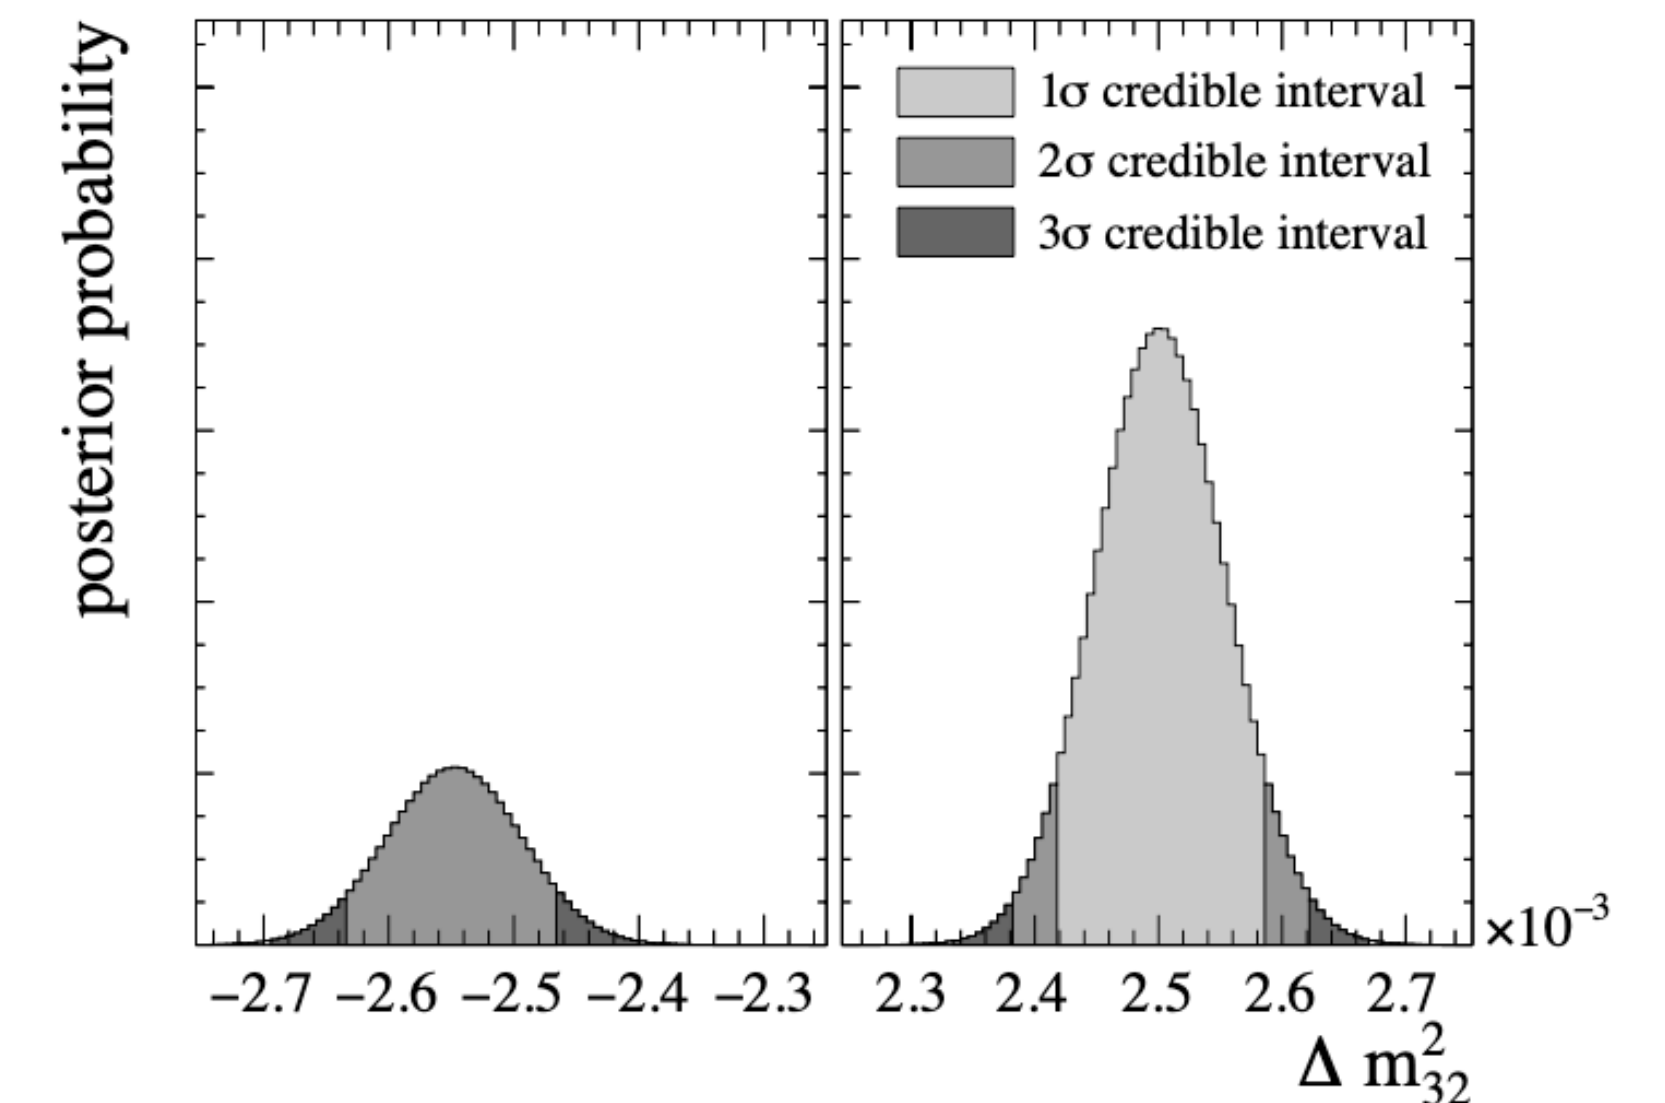 posterior probability
1σ credible interval
2σ credible interval
3σ credible interval
×10⁻³
−2.7 −2.6 −2.5 −2.4 −2.3 2.3 2.4 2.5 2.6 2.7
Δ m²₃₂